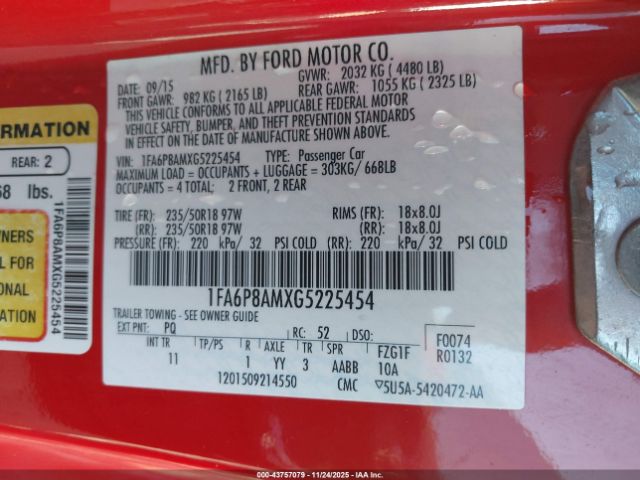 MFD. BY FORD MOTOR CO.
DATE: 09/15
GVWR: 2032 KG ( 4480 LB)
FRONT GAWR: 982 KG ( 2165 LB)
REAR GAWR: 1055 KG ( 2325 LB)
THIS VEHICLE CONFORMS TO ALL APPLICABLE FEDERAL MOTOR
VEHICLE SAFETY, BUMPER, AND THEFT PREVENTION STANDARDS
IN EFFECT ON THE DATE OF MANUFACTURE SHOWN ABOVE.
VIN: 1FA6P8AMXG5225454 TYPE: Passenger Car
MAXIMUM LOAD = OCCUPANTS + LUGGAGE = 303KG/ 668LB
OCCUPANTS = 4 TOTAL: 2 FRONT, 2 REAR
TIRE (FR): 235/50R18 97W RIMS (FR): 18x8.0J
(RR): 235/50R18 97W (RR): 18x8.0J
PRESSURE (FR): 220 kPa/ 32 PSI COLD (RR): 220 kPa/ 32 PSI COLD
1FA6P8AMXG5225454
TRAILER TOWING - SEE OWNER GUIDE
EXT PNT: PQ RC: 52 DSO: F0074
INT TR TP/PS R AXLE TR SPR FZG1F R0132
11 1 YY 3 AABB 10A
1201509214550 CMC ▽5U5A-5420472-AA
ORMATION
REAR: 2
68 lbs.
1FA6P8AMXG5225454
WNERS
L FOR
ONAL
ON
000-43757079 - 11/24/2025 - IAAI.COM